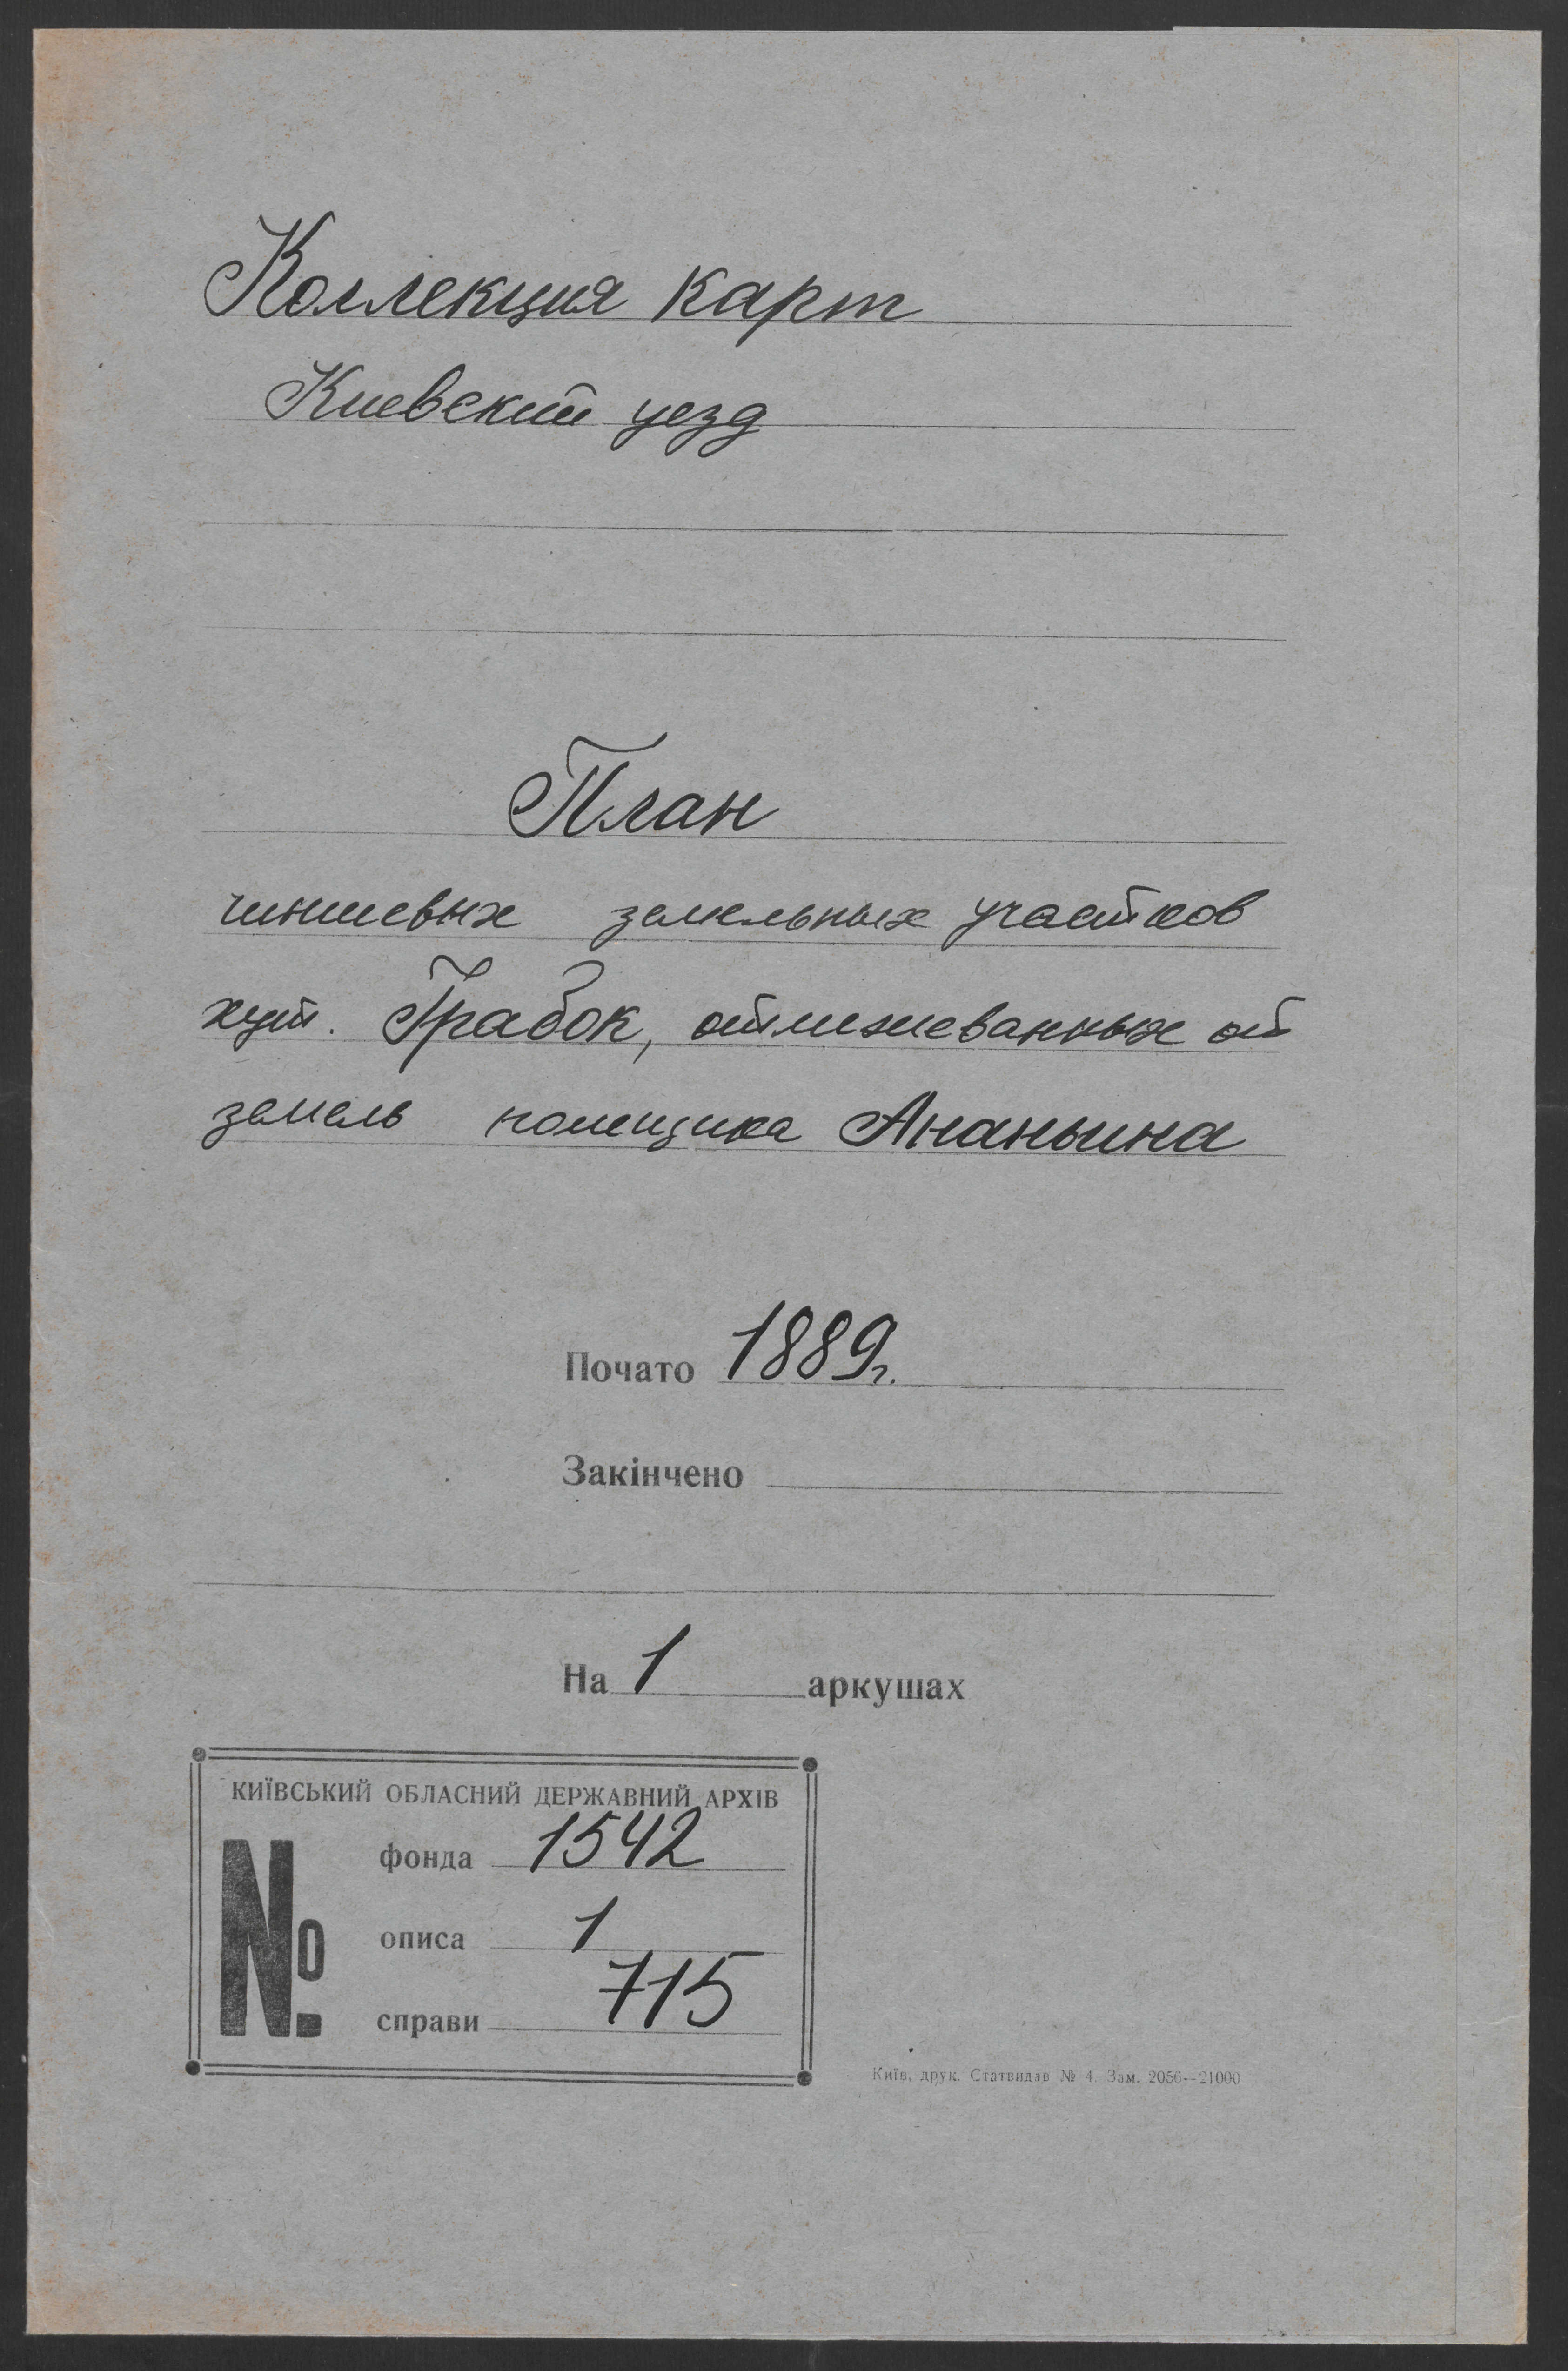 Коллекция карт
Киевский уезд
План
чиншевых земельных участков
хут. Грабок, отмежеванных от
земель помещика Ананьина
Почато 1889г.
Закінчено
На 1 аркушах
КИЇВСЬКИЙ ОБЛАСНИЙ ДЕРЖАВНИЙ АРХІВ
№
фонда 1542
описа 1
справи 715
Київ, друк. Статвидав № 4. Зам. 2056--21000